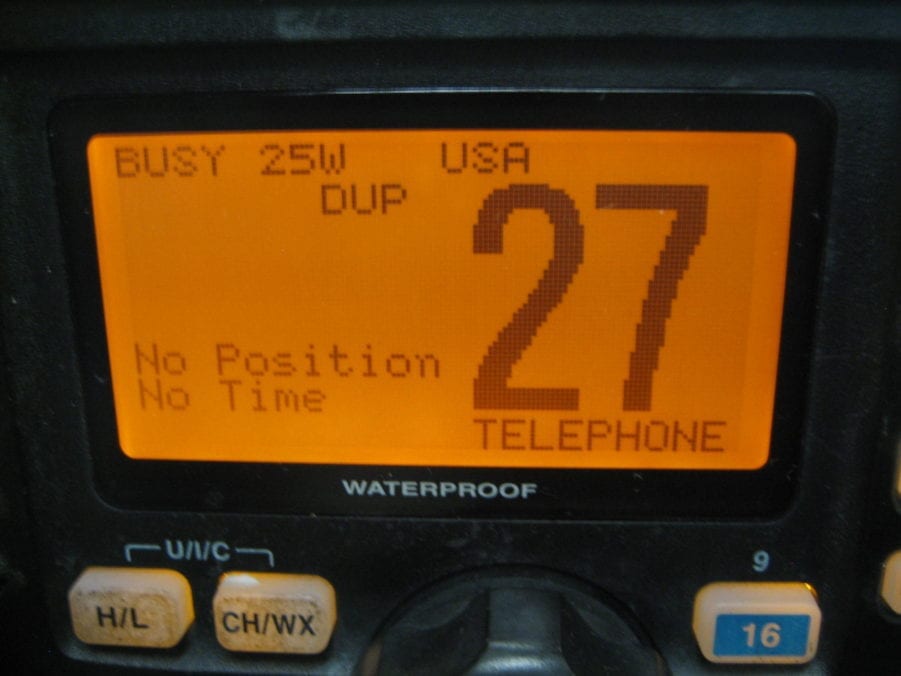 BUSY 25W USA
DUP
27
No Position
No Time
TELEPHONE
WATERPROOF
U/I/C
9
H/L
CH/WX
16